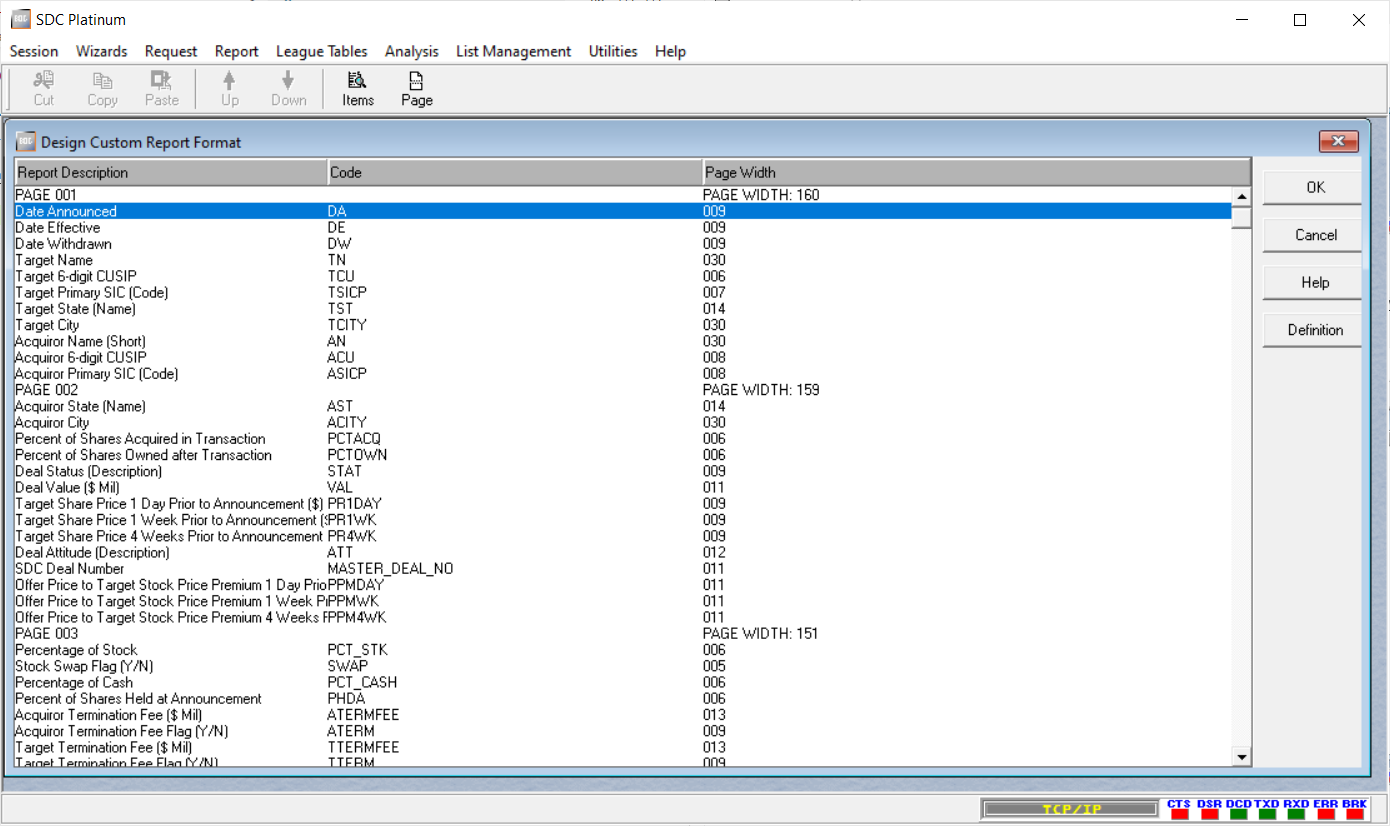 SDC Platinum
Session Wizards Request Report League Tables Analysis List Management Utilities Help
Cut Copy Paste Up Down Items Page
Design Custom Report Format
Report Description Code Page Width
PAGE 001 PAGE WIDTH: 160
Date Announced DA 009
Date Effective DE 009
Date Withdrawn DW 009
Target Name TN 030
Target 6-digit CUSIP TCU 006
Target Primary SIC (Code) TSICP 007
Target State (Name) TST 014
Target City TCITY 030
Acquiror Name (Short) AN 030
Acquiror 6-digit CUSIP ACU 008
Acquiror Primary SIC (Code) ASICP 008
PAGE 002 PAGE WIDTH: 159
Acquiror State (Name) AST 014
Acquiror City ACITY 030
Percent of Shares Acquired in Transaction PCTACQ 006
Percent of Shares Owned after Transaction PCTOWN 006
Deal Status (Description) STAT 009
Deal Value ($ Mil) VAL 011
Target Share Price 1 Day Prior to Announcement ($) PR1DAY 009
Target Share Price 1 Week Prior to Announcement ($ PR1WK 009
Target Share Price 4 Weeks Prior to Announcement PR4WK 009
Deal Attitude (Description) ATT 012
SDC Deal Number MASTER_DEAL_NO 011
Offer Price to Target Stock Price Premium 1 Day Prio PPMDAY 011
Offer Price to Target Stock Price Premium 1 Week P PPMWK 011
Offer Price to Target Stock Price Premium 4 Weeks PPM4WK 011
PAGE 003 PAGE WIDTH: 151
Percentage of Stock PCT_STK 006
Stock Swap Flag (Y/N) SWAP 005
Percentage of Cash PCT_CASH 006
Percent of Shares Held at Announcement PHDA 006
Acquiror Termination Fee ($ Mil) ATERMFEE 013
Acquiror Termination Fee Flag (Y/N) ATERM 009
Target Termination Fee ($ Mil) TTERMFEE 013
Target Termination Fee Flag (Y/N) TTERM 009
OK
Cancel
Help
Definition
TCP/IP CTS DSR DCD TXD RXD ERR BRK